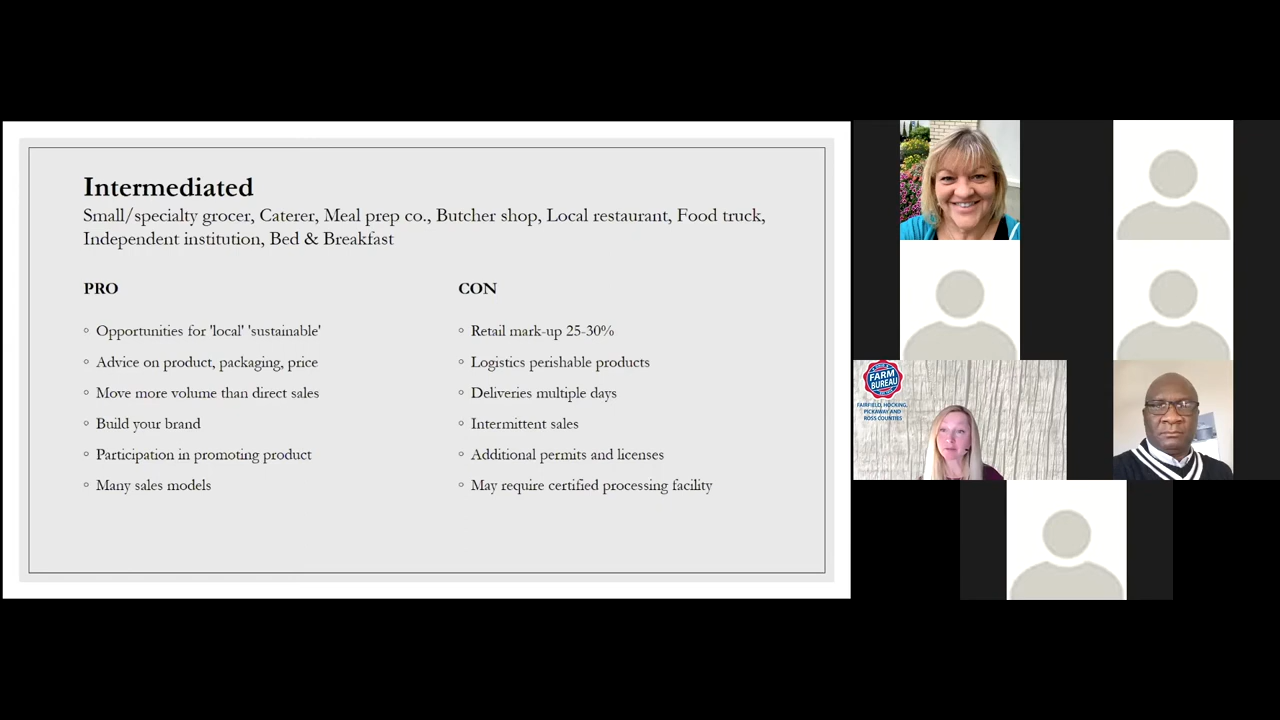 Intermediated
Small/specialty grocer, Caterer, Meal prep co., Butcher shop, Local restaurant, Food truck,
Independent institution, Bed & Breakfast
PRO
◦ Opportunities for 'local' 'sustainable'
◦ Advice on product, packaging, price
◦ Move more volume than direct sales
◦ Build your brand
◦ Participation in promoting product
◦ Many sales models
CON
◦ Retail mark-up 25-30%
◦ Logistics perishable products
◦ Deliveries multiple days
◦ Intermittent sales
◦ Additional permits and licenses
◦ May require certified processing facility
FARM
BUREAU
FAIRFIELD, HOCKING,
PICKAWAY AND
ROSS COUNTIES